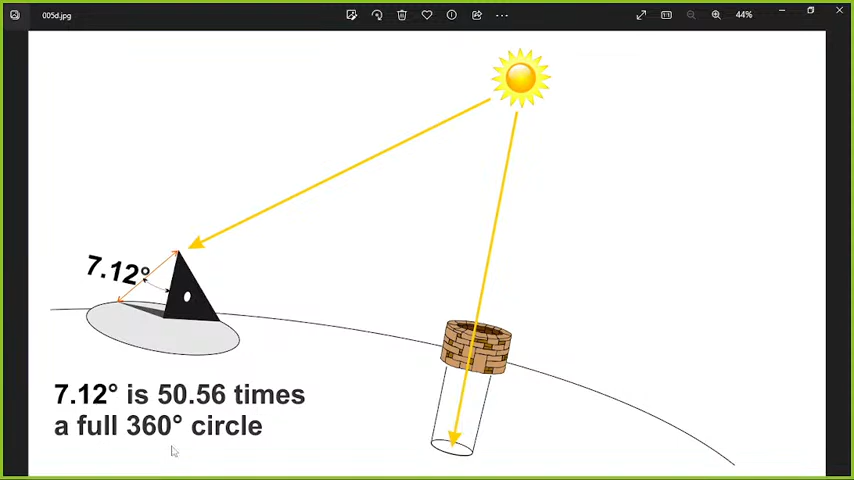 005d.jpg
44%
7.12°
7.12° is 50.56 times
a full 360° circle